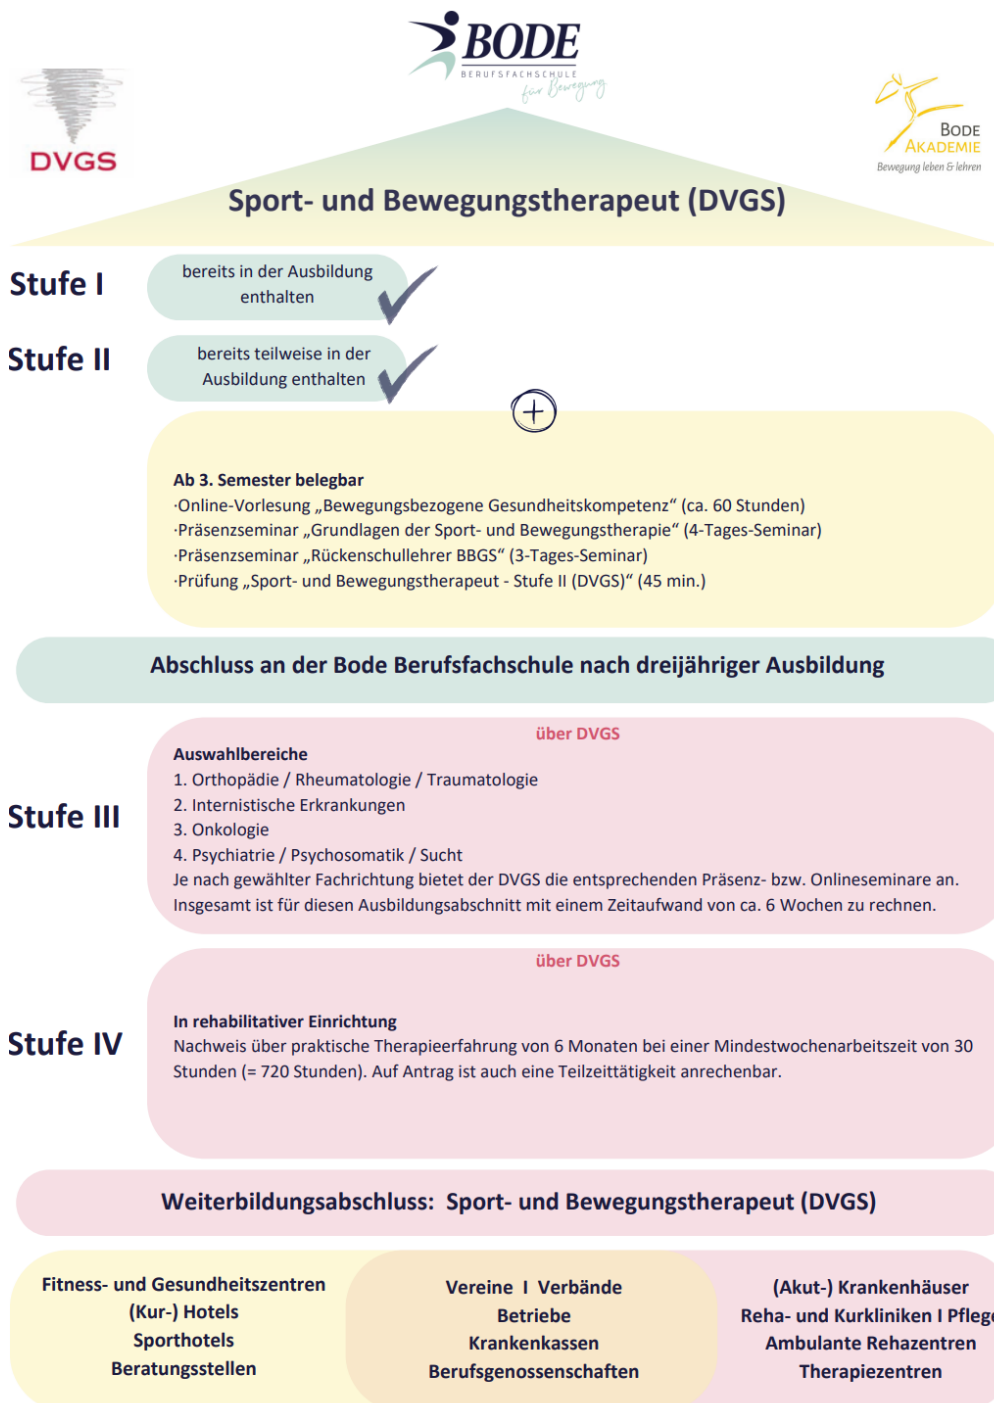 BODE
BERUFSFACHSCHULE
für Bewegung
DVGS
BODE
AKADEMIE
Bewegung leben & lehren
Sport- und Bewegungstherapeut (DVGS)
Stufe I
bereits in der Ausbildung
enthalten
Stufe II
bereits teilweise in der
Ausbildung enthalten
+
Ab 3. Semester belegbar
·Online-Vorlesung „Bewegungsbezogene Gesundheitskompetenz“ (ca. 60 Stunden)
·Präsenzseminar „Grundlagen der Sport- und Bewegungstherapie“ (4-Tages-Seminar)
·Präsenzseminar „Rückenschullehrer BBGS“ (3-Tages-Seminar)
·Prüfung „Sport- und Bewegungstherapeut - Stufe II (DVGS)“ (45 min.)
Abschluss an der Bode Berufsfachschule nach dreijähriger Ausbildung
über DVGS
Stufe III
Auswahlbereiche
1. Orthopädie / Rheumatologie / Traumatologie
2. Internistische Erkrankungen
3. Onkologie
4. Psychiatrie / Psychosomatik / Sucht
Je nach gewählter Fachrichtung bietet der DVGS die entsprechenden Präsenz- bzw. Onlineseminare an.
Insgesamt ist für diesen Ausbildungsabschnitt mit einem Zeitaufwand von ca. 6 Wochen zu rechnen.
über DVGS
Stufe IV
In rehabilitativer Einrichtung
Nachweis über praktische Therapieerfahrung von 6 Monaten bei einer Mindestwochenarbeitszeit von 30
Stunden (= 720 Stunden). Auf Antrag ist auch eine Teilzeittätigkeit anrechenbar.
Weiterbildungsabschluss: Sport- und Bewegungstherapeut (DVGS)
Fitness- und Gesundheitszentren
(Kur-) Hotels
Sporthotels
Beratungsstellen
Vereine I Verbände
Betriebe
Krankenkassen
Berufsgenossenschaften
(Akut-) Krankenhäuser
Reha- und Kurkliniken I Pflege
Ambulante Rehazentren
Therapiezentren